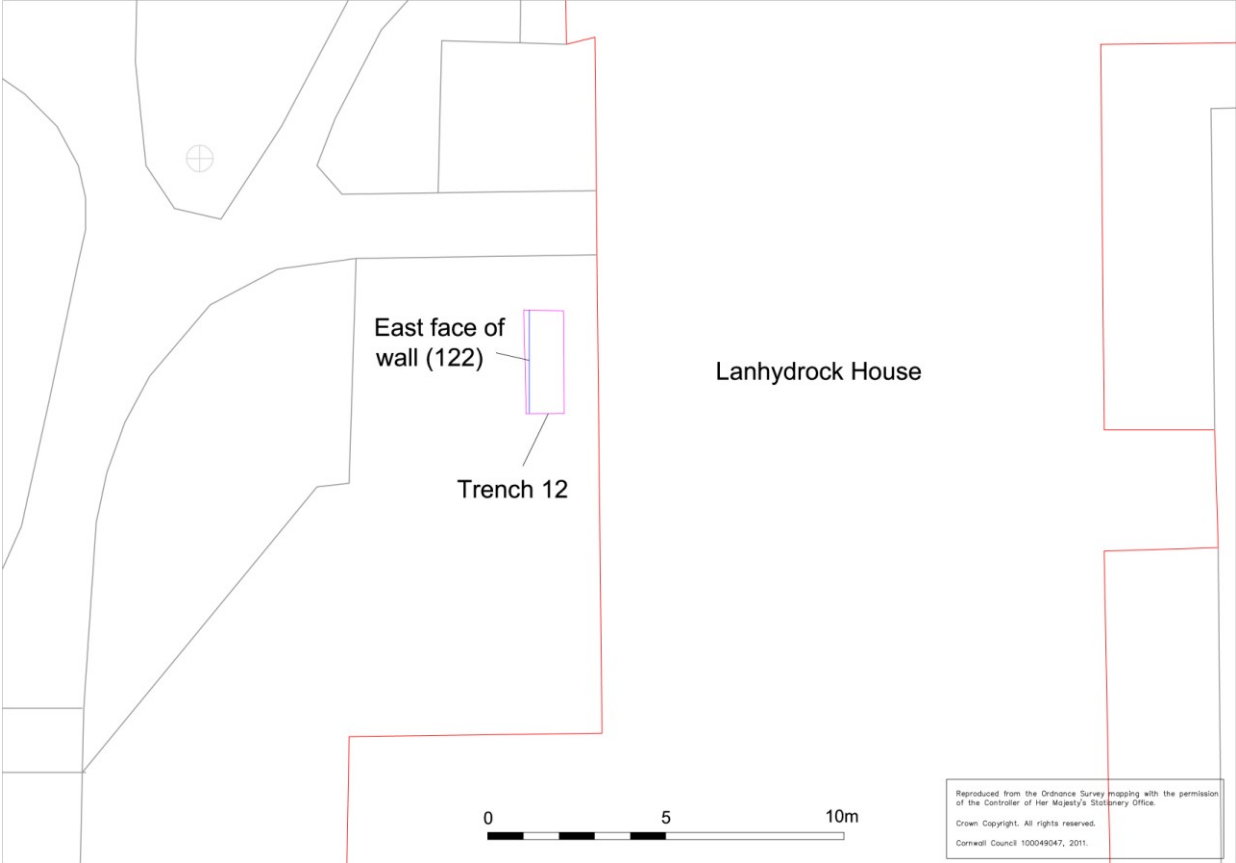 East face of
wall (122)
Lanhydrock House
Trench 12
0 5 10m
Reproduced from the Ordnance Survey mapping with the permission
of the Controller of Her Majesty's Stationery Office.
Crown Copyright. All rights reserved.
Cornwall Council 100049047, 2011.